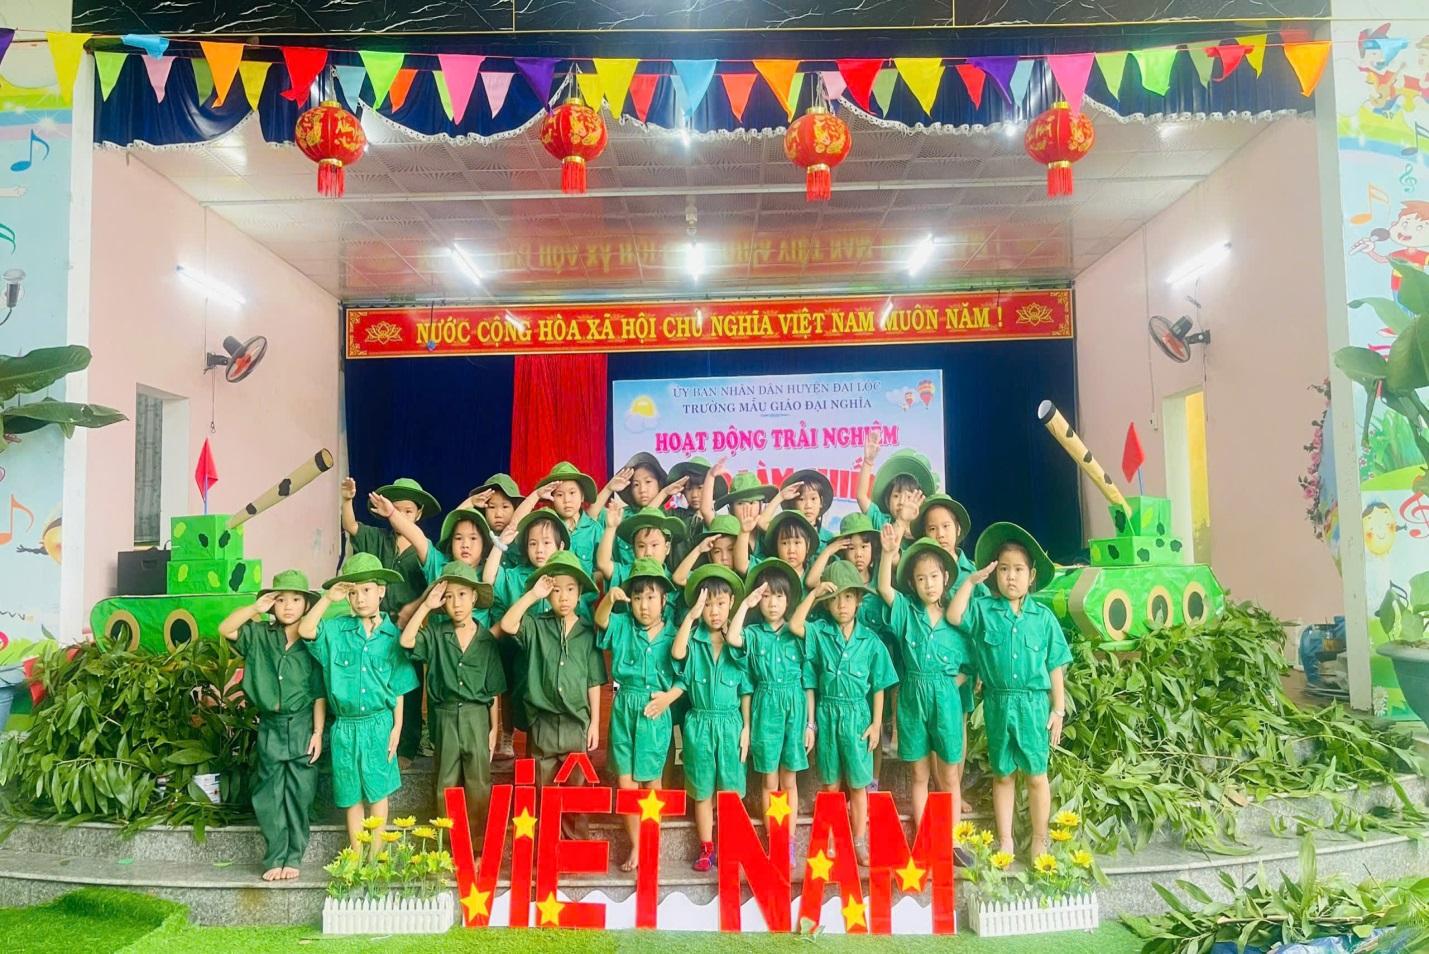 NƯỚC CỘNG HÒA XÃ HỘI CHỦ NGHĨA VIỆT NAM MUÔN NĂM !
ỦY BAN NHÂN DÂN HUYỆN ĐẠI LỘC
TRƯỜNG MẪU GIÁO ĐẠI NGHĨA
HOẠT ĐỘNG TRẢI NGHIỆM
VIỆT NAM